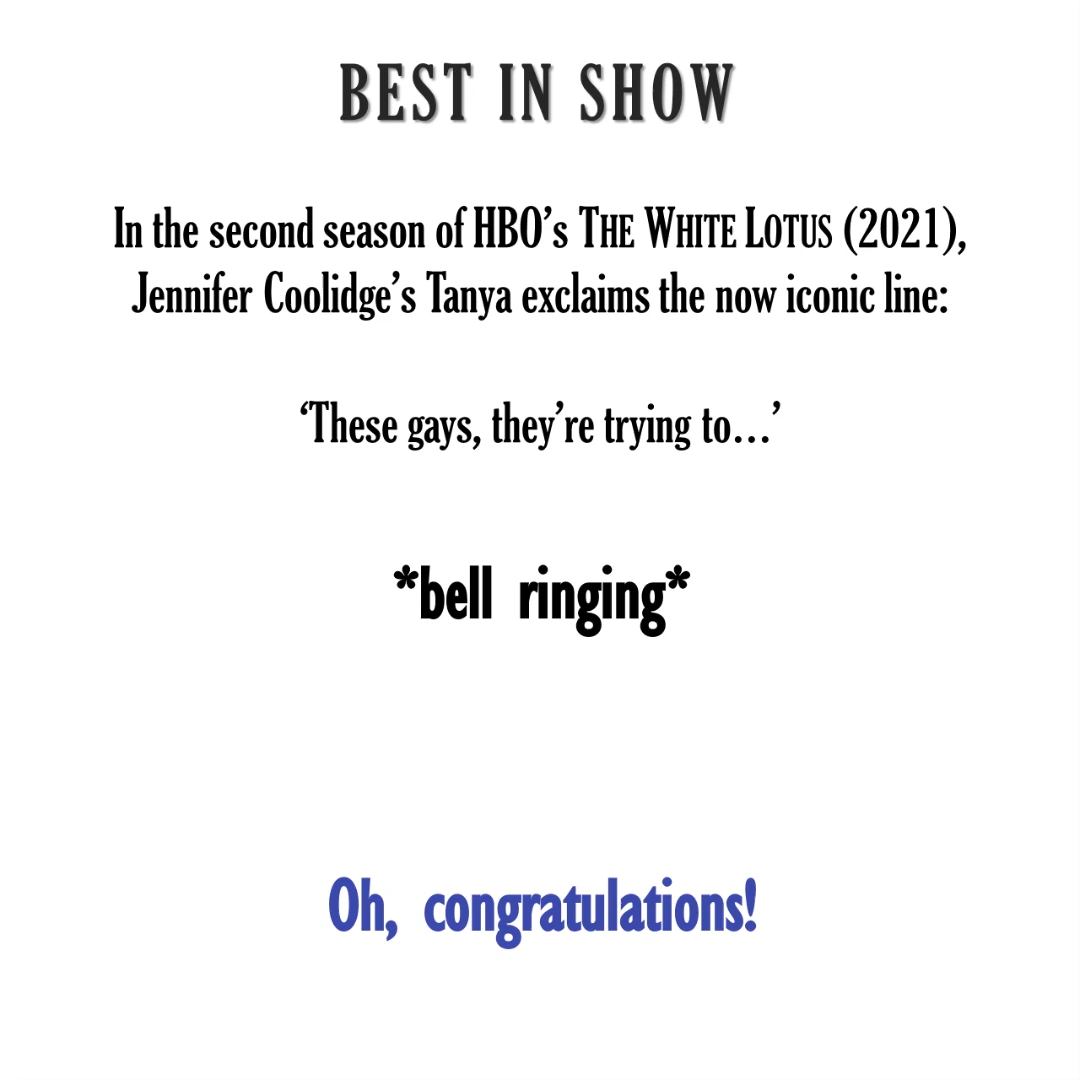 BEST IN SHOW
In the second season of HBO’s THE WHITE LOTUS (2021),
Jennifer Coolidge’s Tanya exclaims the now iconic line:
‘These gays, they’re trying to…’
*bell ringing*
Oh, congratulations!